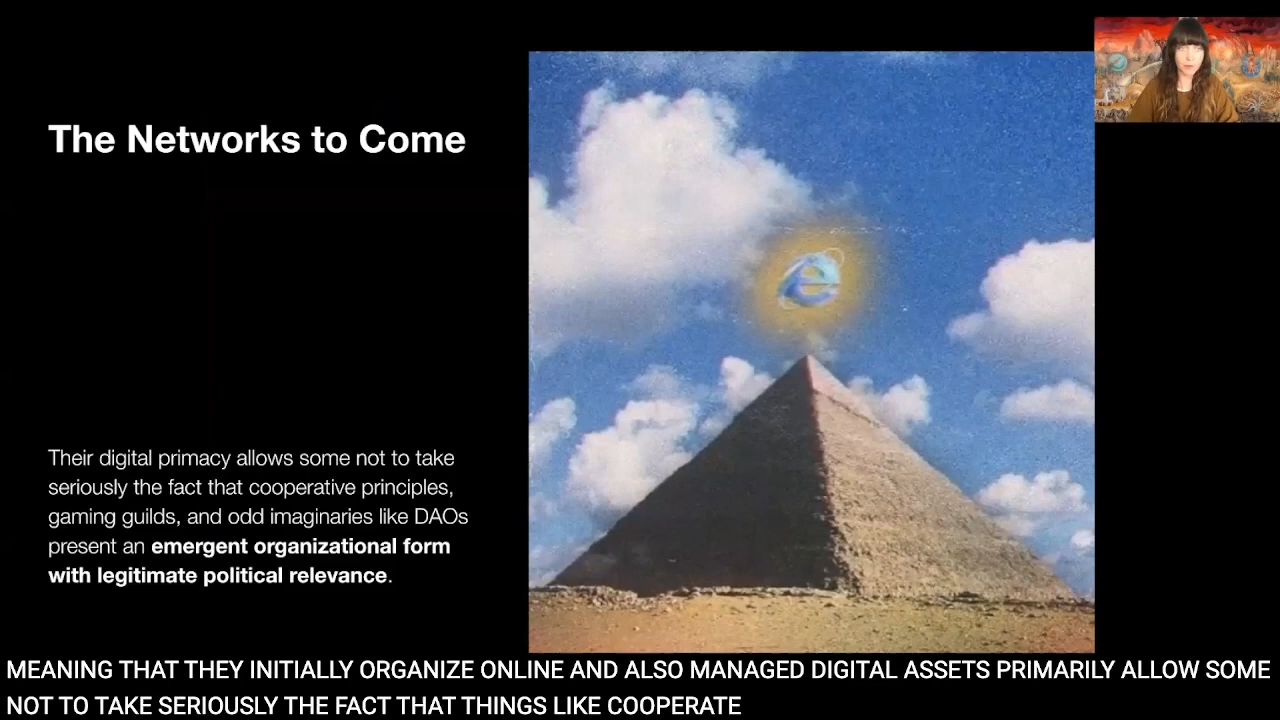 The Networks to Come
Their digital primacy allows some not to take
seriously the fact that cooperative principles,
gaming guilds, and odd imaginaries like DAOs
present an emergent organizational form
with legitimate political relevance.
MEANING THAT THEY INITIALLY ORGANIZE ONLINE AND ALSO MANAGED DIGITAL ASSETS PRIMARILY ALLOW SOME
NOT TO TAKE SERIOUSLY THE FACT THAT THINGS LIKE COOPERATE